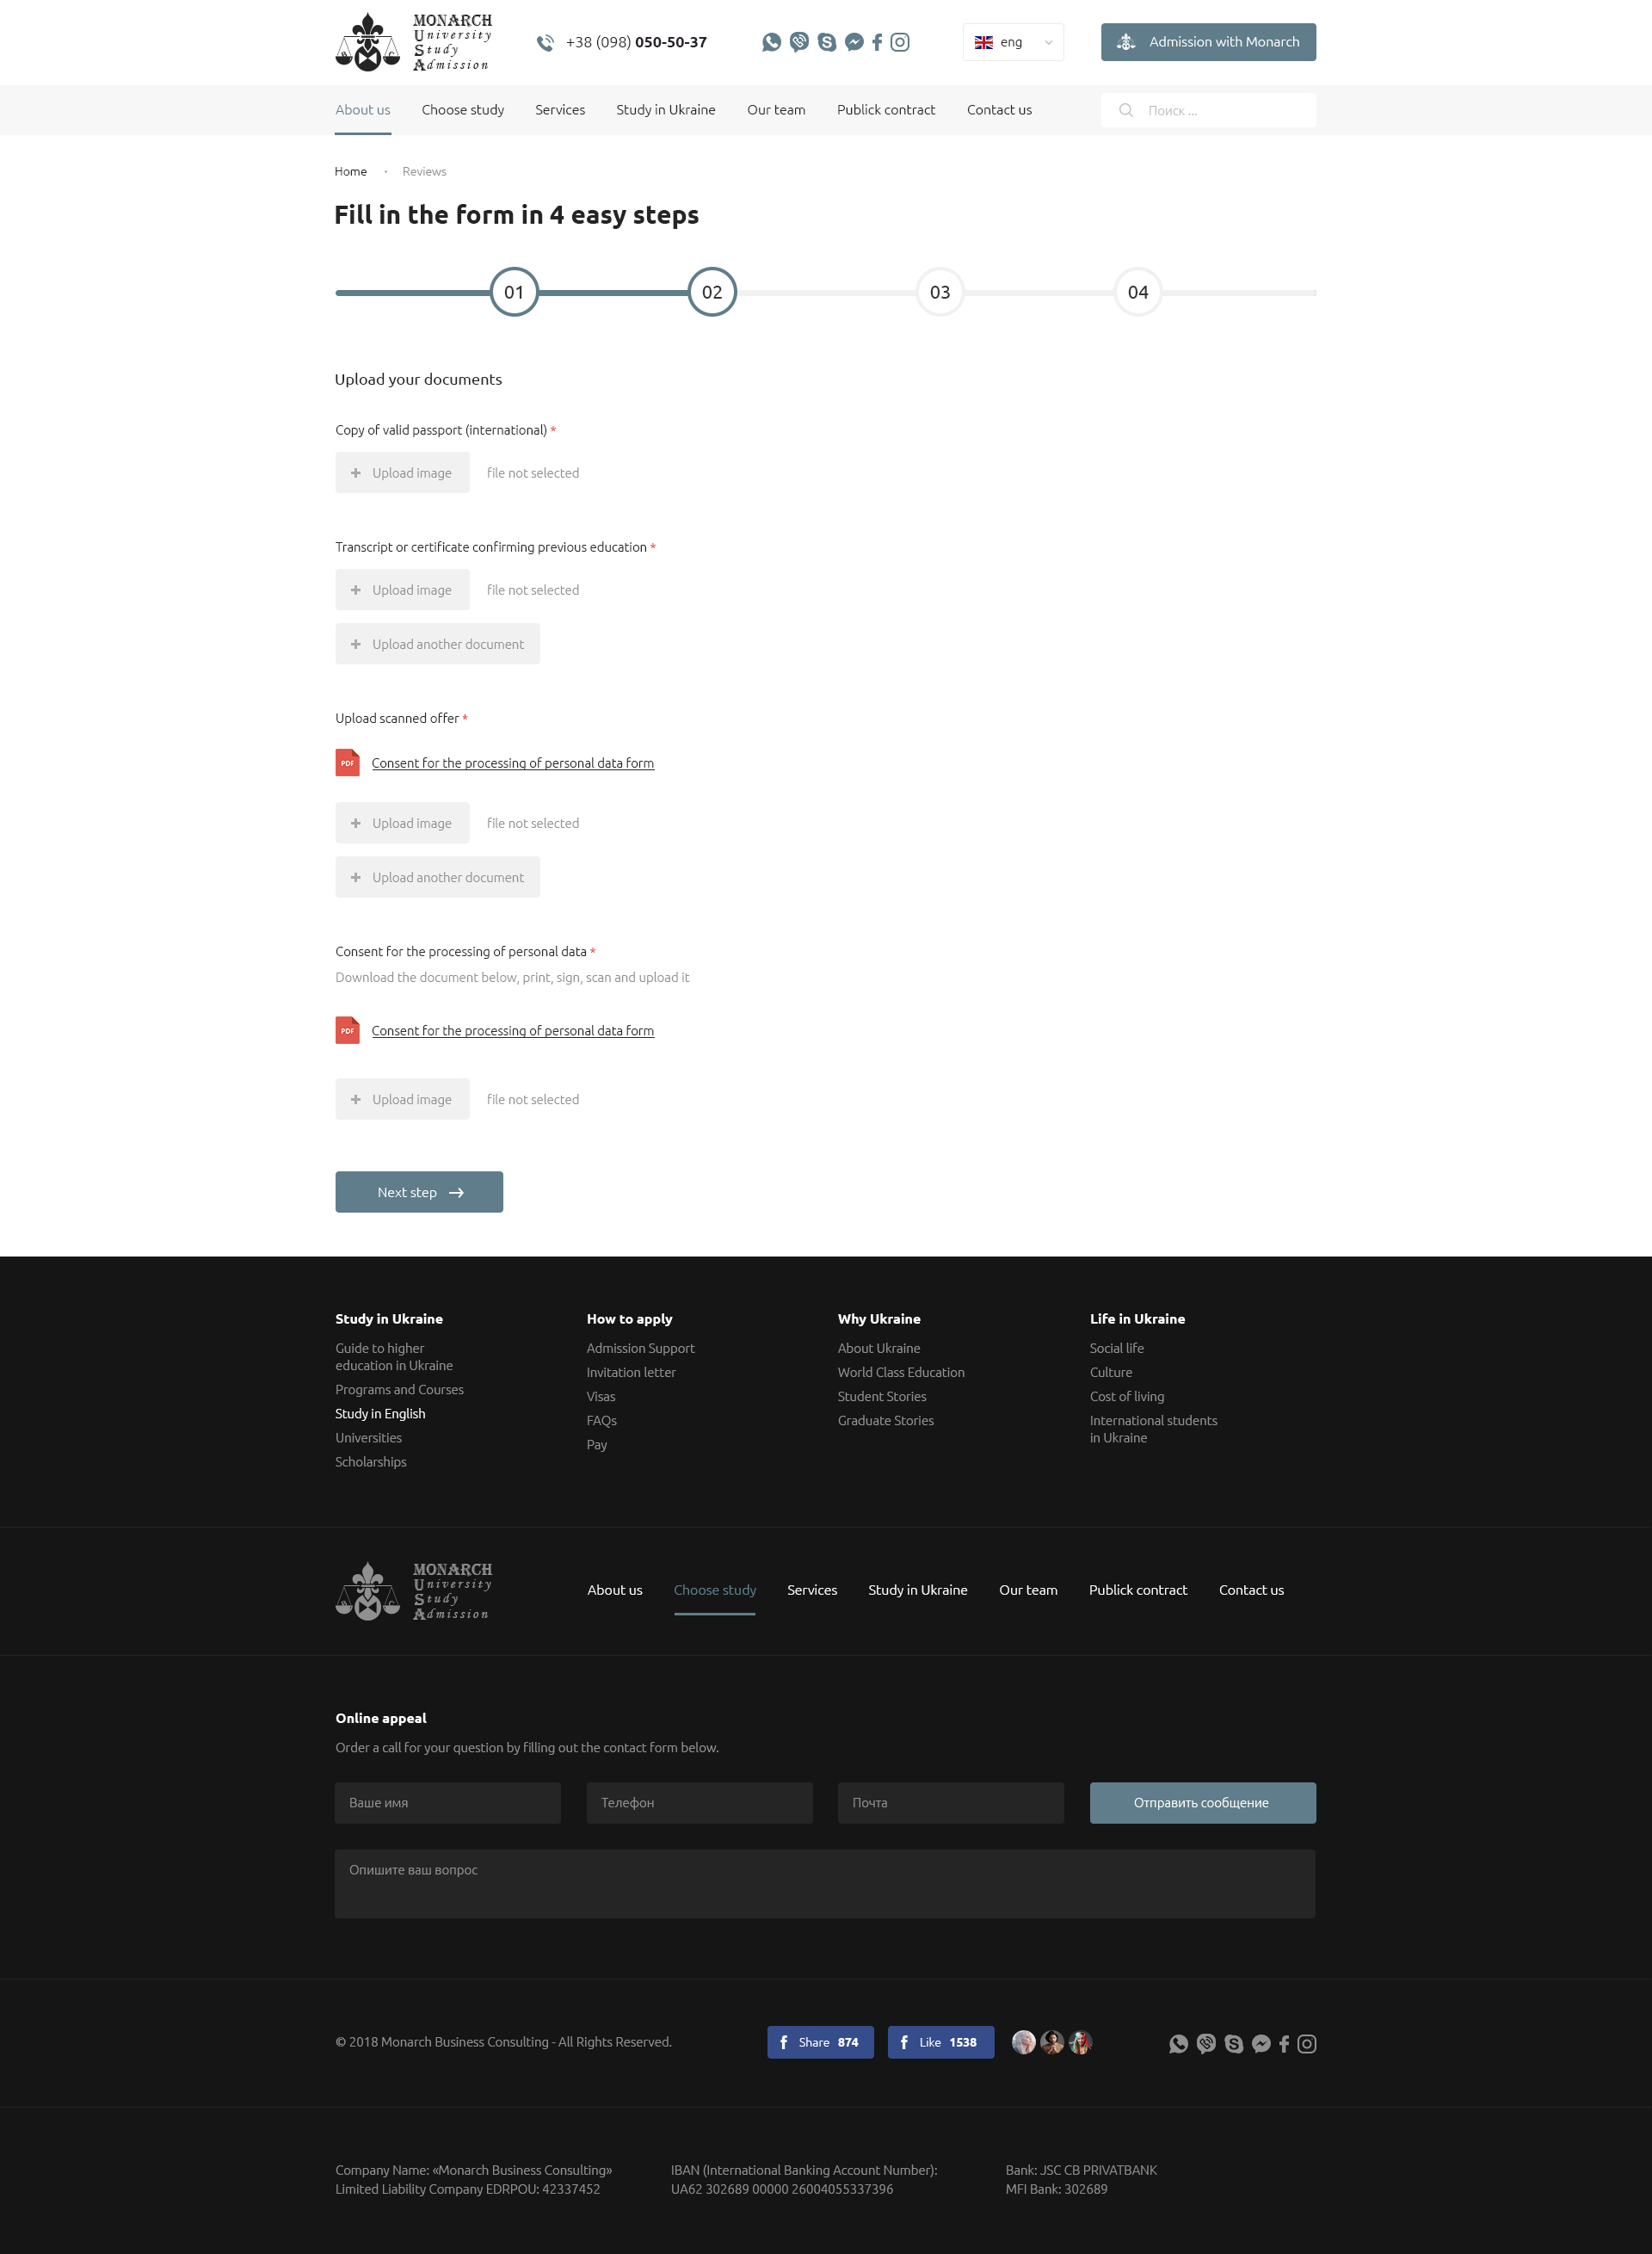 MONARCH
University
Study
Admission
+38 (098) 050-50-37
eng
Admission with Monarch
About us
Choose study
Services
Study in Ukraine
Our team
Publick contract
Contact us
Поиск ...
Home • Reviews
Fill in the form in 4 easy steps
01
02
03
04
Upload your documents
Copy of valid passport (international) *
+ Upload image
file not selected
Transcript or certificate confirming previous education *
+ Upload image
file not selected
+ Upload another document
Upload scanned offer *
PDF
Consent for the processing of personal data form
+ Upload image
file not selected
+ Upload another document
Consent for the processing of personal data *
Download the document below, print, sign, scan and upload it
PDF
Consent for the processing of personal data form
+ Upload image
file not selected
Next step →
Study in Ukraine
Guide to higher
education in Ukraine
Programs and Courses
Study in English
Universities
Scholarships
How to apply
Admission Support
Invitation letter
Visas
FAQs
Pay
Why Ukraine
About Ukraine
World Class Education
Student Stories
Graduate Stories
Life in Ukraine
Social life
Culture
Cost of living
International students
in Ukraine
MONARCH
University
Study
Admission
About us
Choose study
Services
Study in Ukraine
Our team
Publick contract
Contact us
Online appeal
Order a call for your question by filling out the contact form below.
Ваше имя
Телефон
Почта
Отправить сообщение
Опишите ваш вопрос
© 2018 Monarch Business Consulting - All Rights Reserved.
Share 874
Like 1538
Company Name: «Monarch Business Consulting»
Limited Liability Company EDRPOU: 42337452
IBAN (International Banking Account Number):
UA62 302689 00000 26004055337396
Bank: JSC CB PRIVATBANK
MFI Bank: 302689